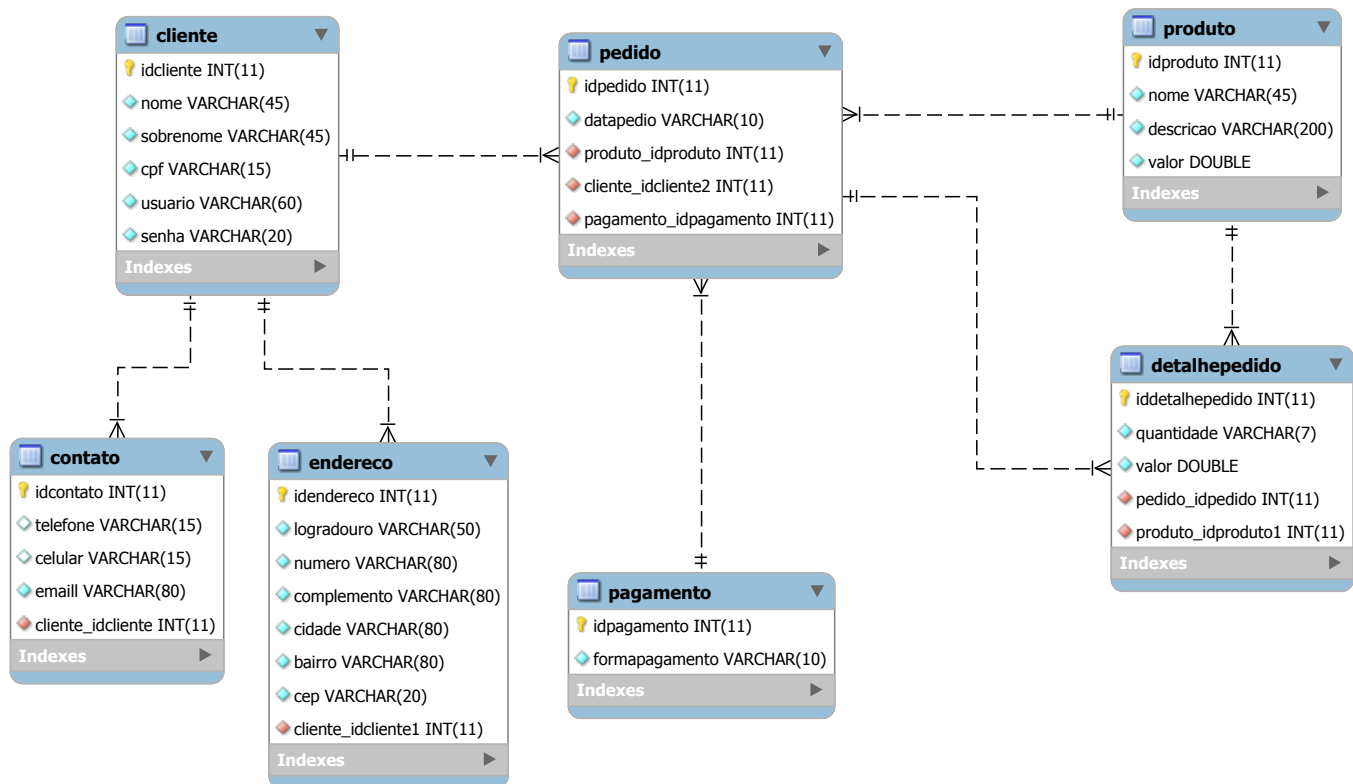 cliente
idcliente INT(11)
nome VARCHAR(45)
sobrenome VARCHAR(45)
cpf VARCHAR(15)
usuario VARCHAR(60)
senha VARCHAR(20)
Indexes
pedido
idpedido INT(11)
datapedio VARCHAR(10)
produto_idproduto INT(11)
cliente_idcliente2 INT(11)
pagamento_idpagamento INT(11)
Indexes
produto
idproduto INT(11)
nome VARCHAR(45)
descricao VARCHAR(200)
valor DOUBLE
Indexes
contato
idcontato INT(11)
telefone VARCHAR(15)
celular VARCHAR(15)
emaill VARCHAR(80)
cliente_idcliente INT(11)
Indexes
endereco
idendereco INT(11)
logradouro VARCHAR(50)
numero VARCHAR(80)
complemento VARCHAR(80)
cidade VARCHAR(80)
bairro VARCHAR(80)
cep VARCHAR(20)
cliente_idcliente1 INT(11)
Indexes
pagamento
idpagamento INT(11)
formapagamento VARCHAR(10)
Indexes
detalhepedido
iddetalhepedido INT(11)
quantidade VARCHAR(7)
valor DOUBLE
pedido_idpedido INT(11)
produto_idproduto1 INT(11)
Indexes